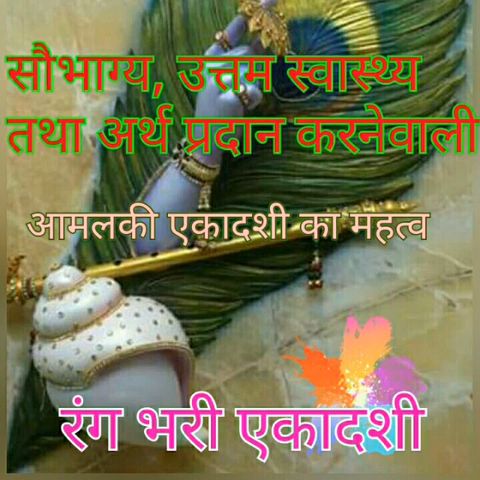 सौभाग्य, उत्तम स्वास्थ्य
तथा अर्थ प्रदान करनेवाली
आमलकी एकादशी का महत्व
रंग भरी एकादशी